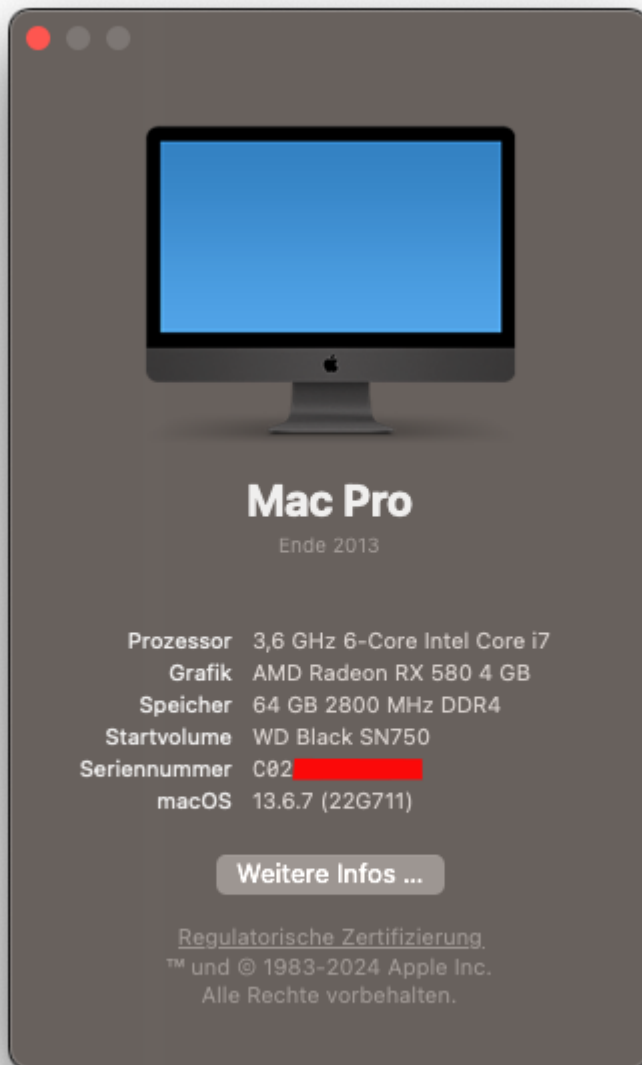 Mac Pro
Ende 2013
Prozessor 3,6 GHz 6-Core Intel Core i7
Grafik AMD Radeon RX 580 4 GB
Speicher 64 GB 2800 MHz DDR4
Startvolume WD Black SN750
Seriennummer C02
macOS 13.6.7 (22G711)
Weitere Infos ...
Regulatorische Zertifizierung
™ und © 1983-2024 Apple Inc.
Alle Rechte vorbehalten.